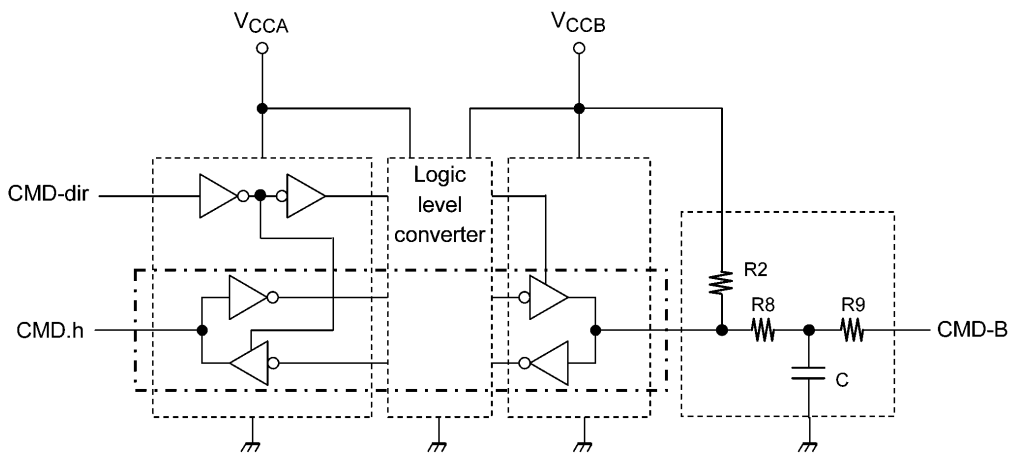 VCCA
VCCB
CMD-dir
Logic
level
converter
R2
CMD.h
R8
R9
CMD-B
C